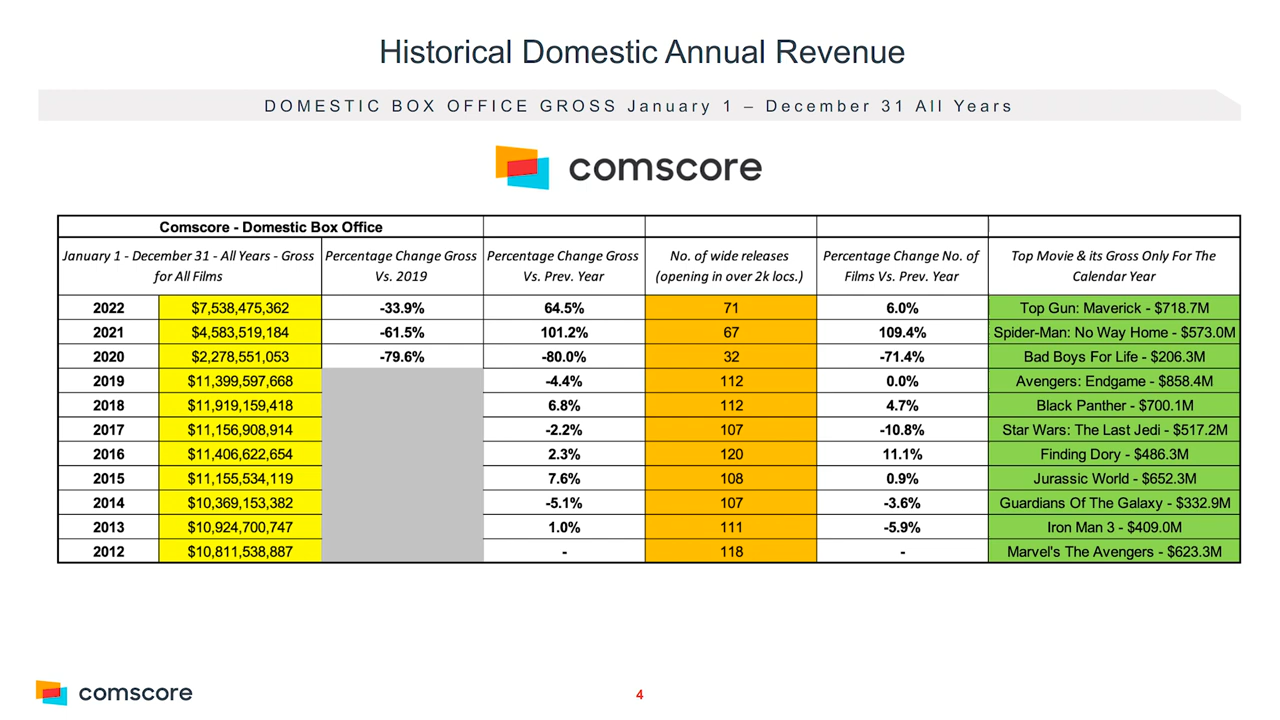 Historical Domestic Annual Revenue
DOMESTIC BOX OFFICE GROSS January 1 – December 31 All Years
comscore
Comscore - Domestic Box Office
January 1 - December 31 - All Years - Gross for All Films | Percentage Change Gross Vs. 2019 | Percentage Change Gross Vs. Prev. Year | No. of wide releases (opening in over 2k locs.) | Percentage Change No. of Films Vs. Prev. Year | Top Movie & its Gross Only For The Calendar Year
2022 $7,538,475,362 -33.9% 64.5% 71 6.0% Top Gun: Maverick - $718.7M
2021 $4,583,519,184 -61.5% 101.2% 67 109.4% Spider-Man: No Way Home - $573.0M
2020 $2,278,551,053 -79.6% -80.0% 32 -71.4% Bad Boys For Life - $206.3M
2019 $11,399,597,668 -4.4% 112 0.0% Avengers: Endgame - $858.4M
2018 $11,919,159,418 6.8% 112 4.7% Black Panther - $700.1M
2017 $11,156,908,914 -2.2% 107 -10.8% Star Wars: The Last Jedi - $517.2M
2016 $11,406,622,654 2.3% 120 11.1% Finding Dory - $486.3M
2015 $11,155,534,119 7.6% 108 0.9% Jurassic World - $652.3M
2014 $10,369,153,382 -5.1% 107 -3.6% Guardians Of The Galaxy - $332.9M
2013 $10,924,700,747 1.0% 111 -5.9% Iron Man 3 - $409.0M
2012 $10,811,538,887 - 118 - Marvel's The Avengers - $623.3M
comscore
4